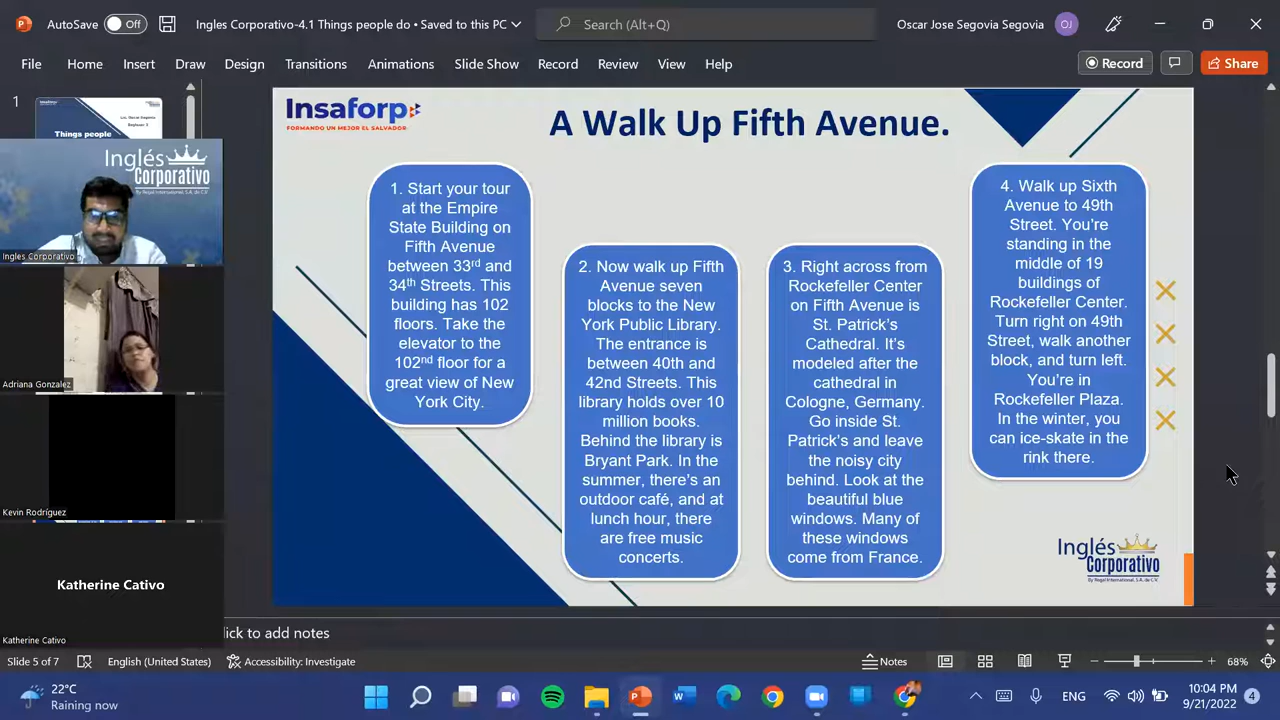 AutoSave Off Ingles Corporativo-4.1 Things people do • Saved to this PC Search (Alt+Q) Oscar Jose Segovia Segovia OJ
File Home Insert Draw Design Transitions Animations Slide Show Record Review View Help Record Share
1
Things people
Inglés
Corporativo
By Regal International, S.A. de C.V.
Ingles Corporativo
Adriana Gonzalez
Kevin Rodríguez
Katherine Cativo
Katherine Cativo
Insaforp
FORMANDO UN MEJOR EL SALVADOR
A Walk Up Fifth Avenue.
1. Start your tour
at the Empire
State Building on
Fifth Avenue
between 33rd and
34th Streets. This
building has 102
floors. Take the
elevator to the
102nd floor for a
great view of New
York City.
2. Now walk up Fifth
Avenue seven
blocks to the New
York Public Library.
The entrance is
between 40th and
42nd Streets. This
library holds over 10
million books.
Behind the library is
Bryant Park. In the
summer, there's an
outdoor café, and at
lunch hour, there
are free music
concerts.
3. Right across from
Rockefeller Center
on Fifth Avenue is
St. Patrick's
Cathedral. It's
modeled after the
cathedral in
Cologne, Germany.
Go inside St.
Patrick's and leave
the noisy city
behind. Look at the
beautiful blue
windows. Many of
these windows
come from France.
4. Walk up Sixth
Avenue to 49th
Street. You're
standing in the
middle of 19
buildings of
Rockefeller Center.
Turn right on 49th
Street, walk another
block, and turn left.
You're in
Rockefeller Plaza.
In the winter, you
can ice-skate in the
rink there.
Inglés
Corporativo
By Regal International, S.A. de C.V.
lick to add notes
Slide 5 of 7 English (United States) Accessibility: Investigate Notes 68%
22°C
Raining now
ENG
10:04 PM
9/21/2022
4